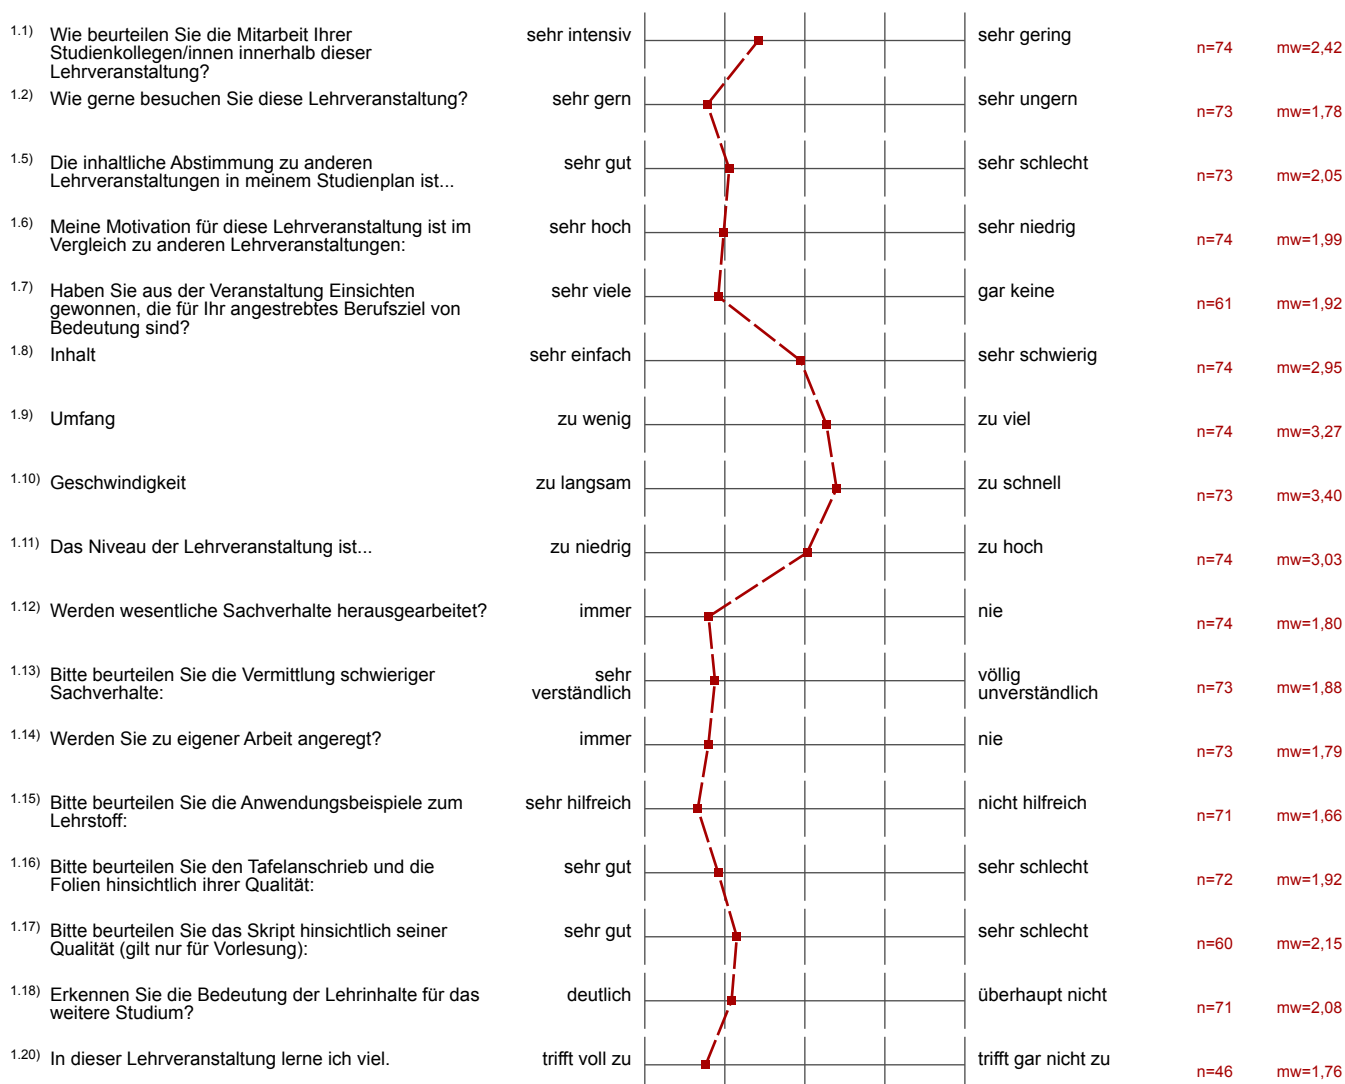 1.1) Wie beurteilen Sie die Mitarbeit Ihrer sehr intensiv sehr gering n=74 mw=2,42
Studienkollegen/innen innerhalb dieser
Lehrveranstaltung?
1.2) Wie gerne besuchen Sie diese Lehrveranstaltung? sehr gern sehr ungern n=73 mw=1,78
1.5) Die inhaltliche Abstimmung zu anderen sehr gut sehr schlecht n=73 mw=2,05
Lehrveranstaltungen in meinem Studienplan ist...
1.6) Meine Motivation für diese Lehrveranstaltung ist im sehr hoch sehr niedrig n=74 mw=1,99
Vergleich zu anderen Lehrveranstaltungen:
1.7) Haben Sie aus der Veranstaltung Einsichten sehr viele gar keine n=61 mw=1,92
gewonnen, die für Ihr angestrebtes Berufsziel von
Bedeutung sind?
1.8) Inhalt sehr einfach sehr schwierig n=74 mw=2,95
1.9) Umfang zu wenig zu viel n=74 mw=3,27
1.10) Geschwindigkeit zu langsam zu schnell n=73 mw=3,40
1.11) Das Niveau der Lehrveranstaltung ist... zu niedrig zu hoch n=74 mw=3,03
1.12) Werden wesentliche Sachverhalte herausgearbeitet? immer nie n=74 mw=1,80
1.13) Bitte beurteilen Sie die Vermittlung schwieriger sehr völlig n=73 mw=1,88
Sachverhalte: verständlich unverständlich
1.14) Werden Sie zu eigener Arbeit angeregt? immer nie n=73 mw=1,79
1.15) Bitte beurteilen Sie die Anwendungsbeispiele zum sehr hilfreich nicht hilfreich n=71 mw=1,66
Lehrstoff:
1.16) Bitte beurteilen Sie den Tafelanschrieb und die sehr gut sehr schlecht n=72 mw=1,92
Folien hinsichtlich ihrer Qualität:
1.17) Bitte beurteilen Sie das Skript hinsichtlich seiner sehr gut sehr schlecht n=60 mw=2,15
Qualität (gilt nur für Vorlesung):
1.18) Erkennen Sie die Bedeutung der Lehrinhalte für das deutlich überhaupt nicht n=71 mw=2,08
weitere Studium?
1.20) In dieser Lehrveranstaltung lerne ich viel. trifft voll zu trifft gar nicht zu n=46 mw=1,76